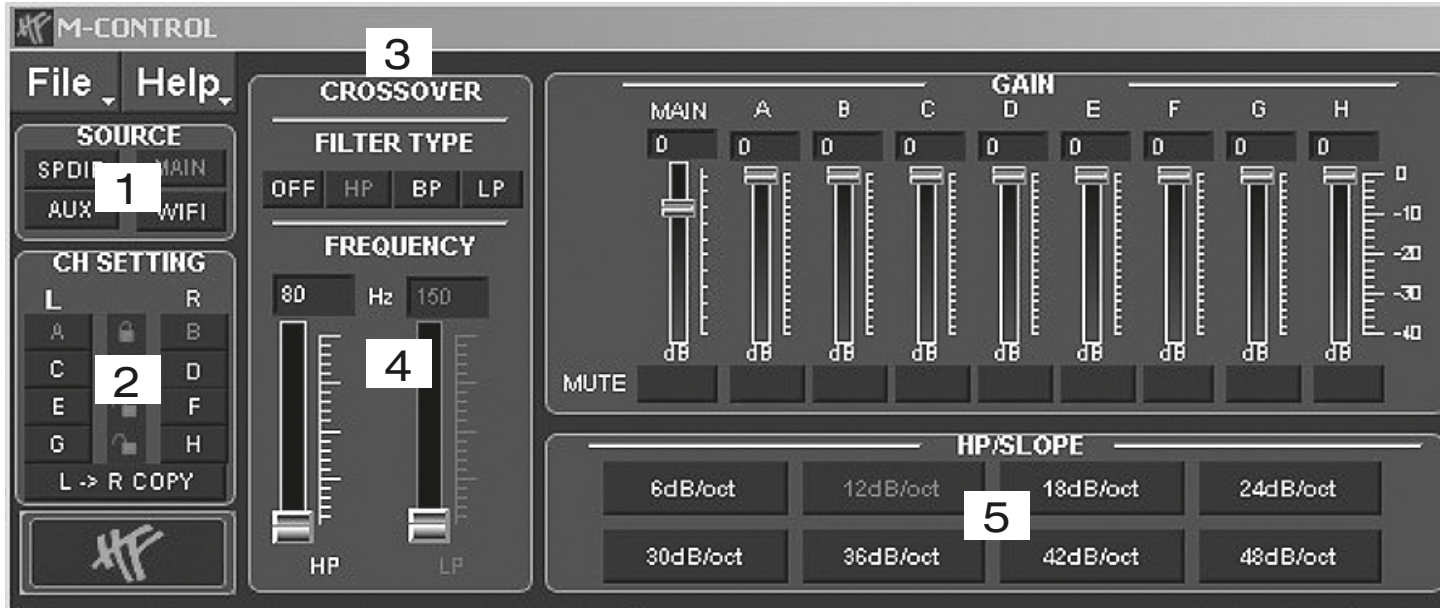 M-CONTROL
File Help
SOURCE
1
AUX WIFI
CH SETTING
L R
A B
C D
2
E F
G H
L -> R COPY
HF
3
CROSSOVER
FILTER TYPE
OFF HP BP LP
FREQUENCY
80 Hz 150
4
HP LP
GAIN
MAIN A B C D E F G H
0 0 0 0 0 0 0 0 0
0
-10
-20
-30
-40
dB dB dB dB dB dB dB dB dB
MUTE
HP/SLOPE
6dB/oct 12dB/oct 18dB/oct 24dB/oct
5
30dB/oct 36dB/oct 42dB/oct 48dB/oct